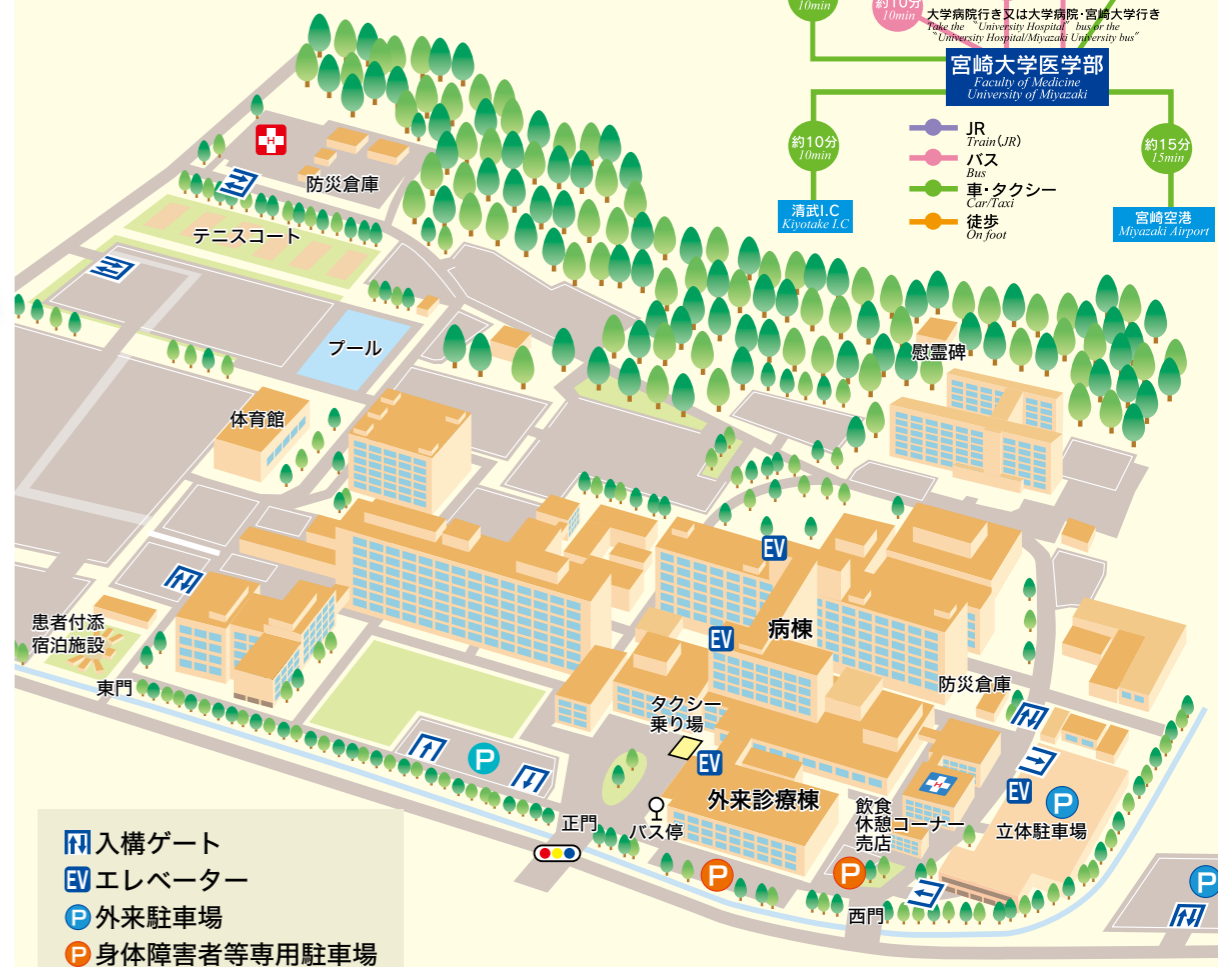 約10分
10min
10min
大学病院行き又は大学病院・宮崎大学行き
Take the "University Hospital" bus or the
"University Hospital/Miyazaki University bus"
宮崎大学医学部
Faculty of Medicine
University of Miyazaki
約10分
10min
約15分
15min
JR
Train(JR)
バス
Bus
車・タクシー
Car/Taxi
徒歩
On foot
清武I.C
Kiyotake I.C
宮崎空港
Miyazaki Airport
H
防災倉庫
テニスコート
プール
慰霊碑
体育館
EV
患者付添
宿泊施設
EV
病棟
東門
防災倉庫
タクシー
乗り場
P
EV
外来診療棟
H
EV
P
立体駐車場
飲食
休憩コーナー
売店
正門
バス停
P
P
P
西門
入構ゲート
EV エレベーター
P 外来駐車場
P 身体障害者等専用駐車場